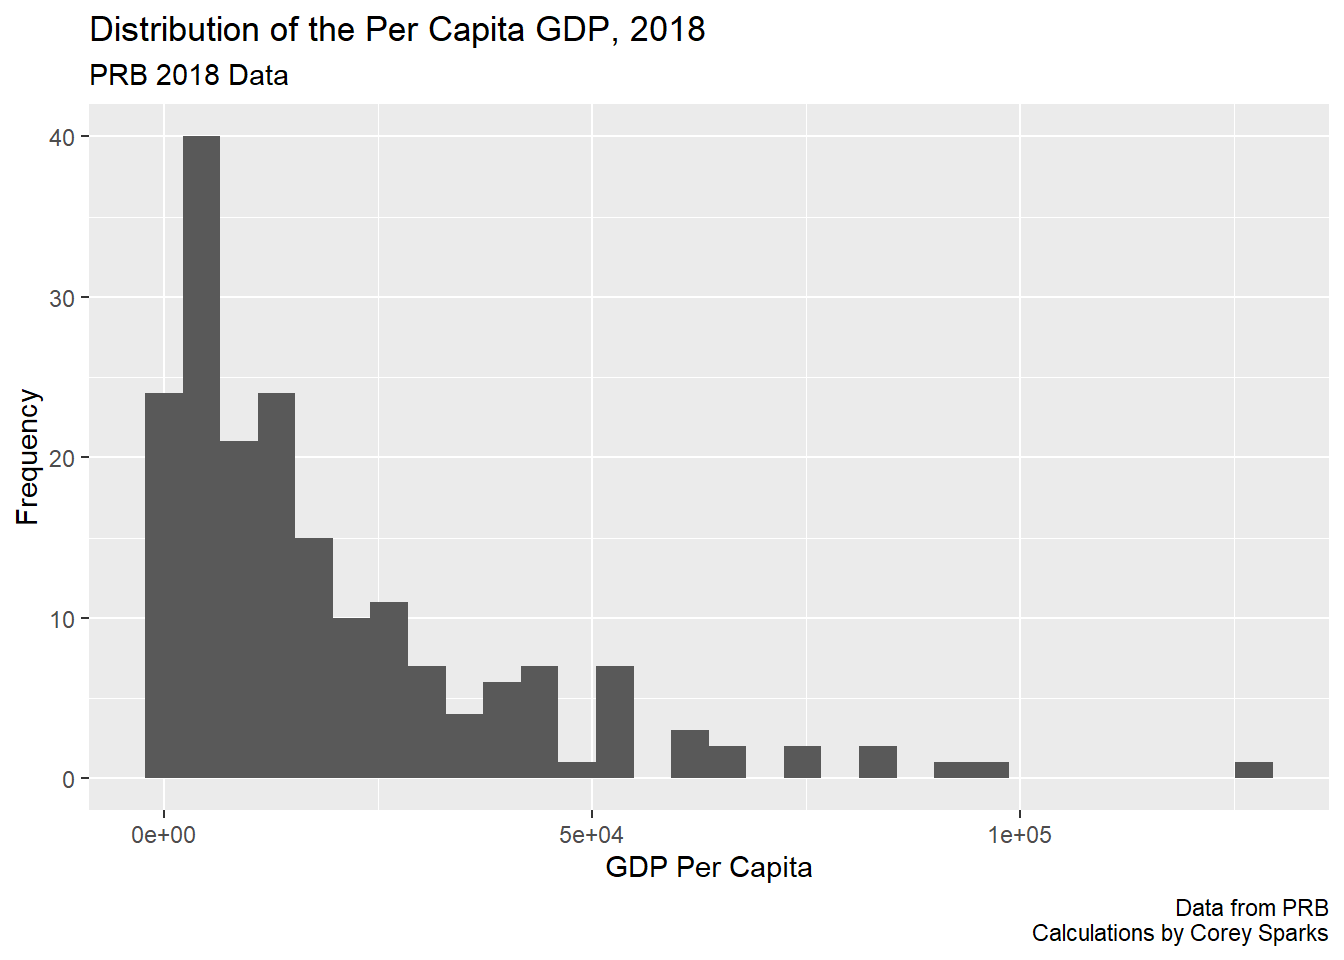 Distribution of the Per Capita GDP, 2018
PRB 2018 Data
40
30
20
10
0
Frequency
0e+00 5e+04 1e+05
GDP Per Capita
Data from PRB
Calculations by Corey Sparks